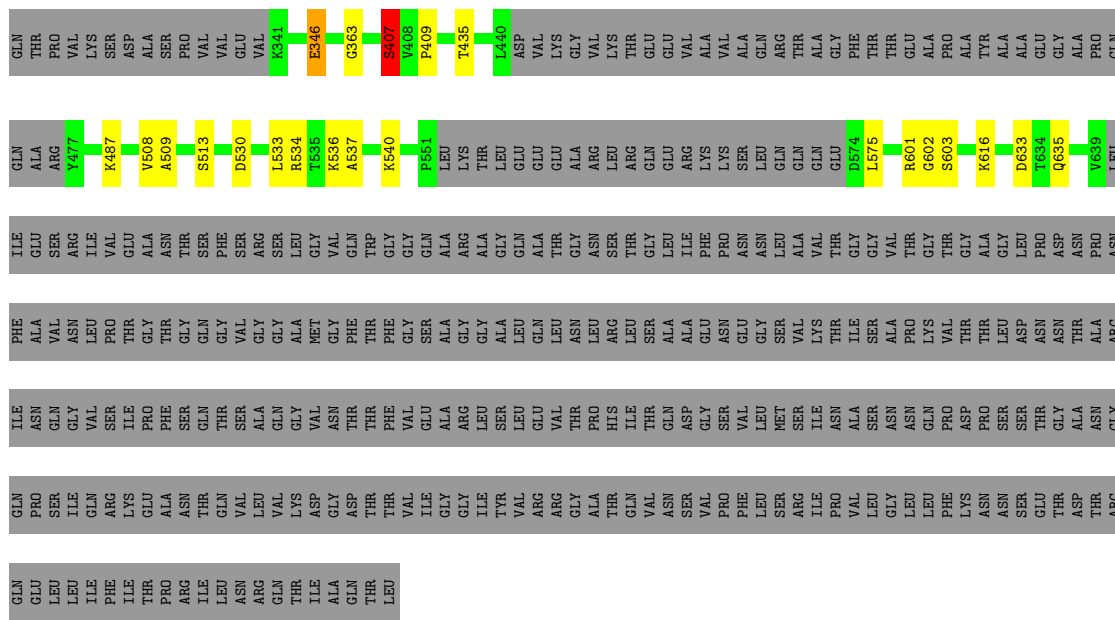 GLN THR PRO VAL LYS SER ASP ALA SER PRO VAL VAL GLU VAL K341 E346 G363 S407 V408 P409 T435 L440 ASP VAL LYS GLY VAL LYS THR GLU VAL ALA VAL ALA GLN ARG THR ALA GLY PHE THR THR GLU ALA PRO ALA TYR ALA ALA GLU GLY ALA PRO GLN
GLN ALA ARG Y477 K487 V508 A509 S513 D530 L533 R534 T535 K536 A537 K540 P551 LEU LYS THR LEU GLU GLU ALA ARG LEU ARG GLN GLU ARG LYS LYS SER LEU GLN GLN GLN GLU D574 L575 R601 G602 S603 K616 D633 T634 Q635 V639 LEU
ILE GLU SER ARG ILE VAL GLU ALA ASN THR SER PHE SER ARG SER LEU GLY VAL GLN TRP GLY GLY GLN ALA ARG ALA GLY GLN ALA THR GLY ASN SER THR GLY LEU ILE PHE PRO ASN ASN LEU ALA VAL THR GLY GLY VAL THR GLY THR GLY ALA GLY LEU PRO ASP ASN PRO ASN
PHE ALA VAL ASN LEU PRO THR GLY THR GLY GLN GLY VAL GLY GLY ALA MET GLY PHE THR PHE GLY SER ALA GLY GLY ALA LEU GLN LEU ASN LEU ARG LEU SER ALA ALA GLU ASN GLU GLY SER VAL LYS THR ILE SER ALA PRO LYS VAL THR THR LEU ASP ASN ASN THR ALA ARG
ILE ASN GLN GLY VAL SER ILE PRO PHE SER GLN THR SER ALA GLN GLY VAL ASN THR THR PHE VAL GLU ALA ARG LEU SER LEU GLU VAL THR PRO HIS ILE THR GLN ASP GLY SER VAL LEU MET SER ILE ASN ALA SER ASN ASN GLN PRO ASP PRO SER SER THR GLY ALA ASN GLY
GLN PRO SER ILE GLN ARG LYS GLU ALA ASN THR GLN VAL LEU VAL LYS ASP GLY ASP THR THR VAL ILE GLY GLY ILE TYR VAL ARG ARG GLY ALA THR GLN VAL ASN SER VAL PRO PHE LEU SER ARG ILE PRO VAL LEU GLY LEU LEU PHE LYS ASN ASN SER GLU THR ASP THR ARG
GLN GLU LEU LEU ILE PHE ILE THR PRO ARG ILE LEU ASN ARG GLN THR ILE ALA GLN THR LEU